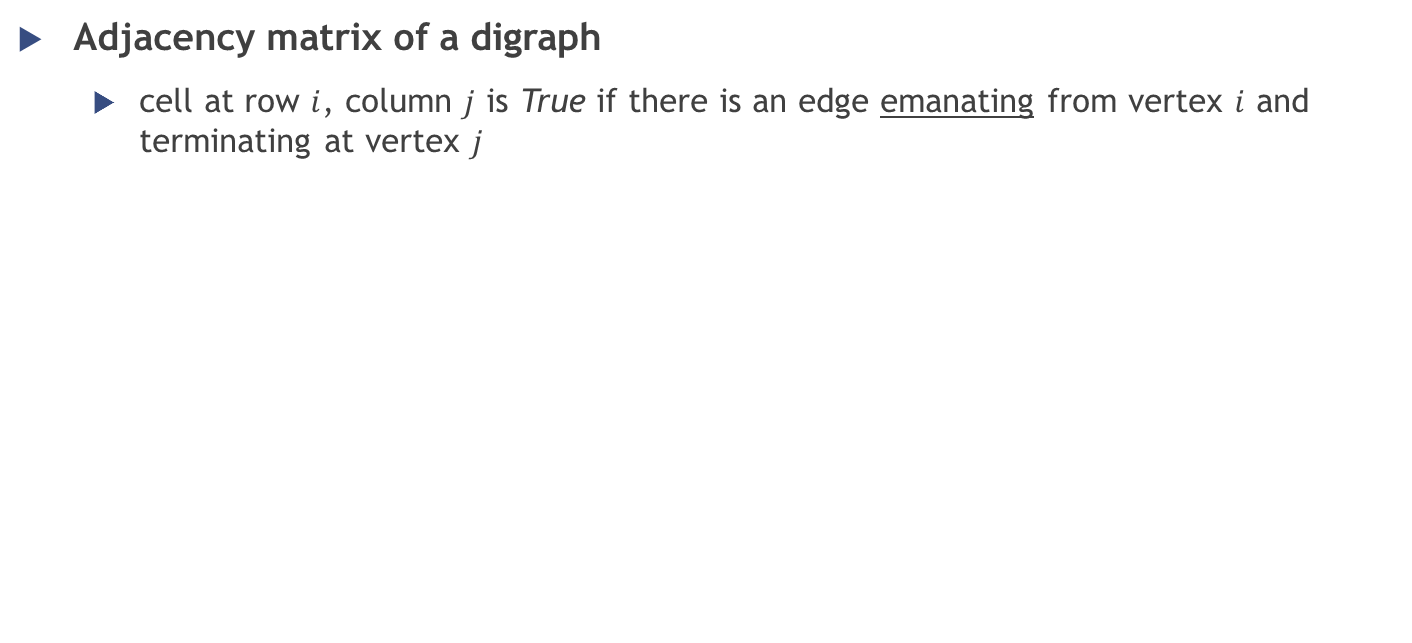 Adjacency matrix of a digraph
cell at row i, column j is True if there is an edge emanating from vertex i and
terminating at vertex j